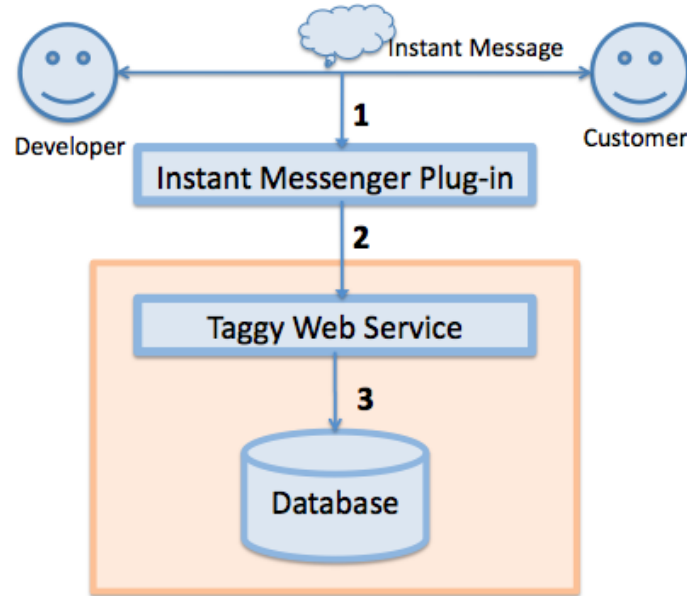 Instant Message
Developer
Customer
1
Instant Messenger Plug-in
2
Taggy Web Service
3
Database